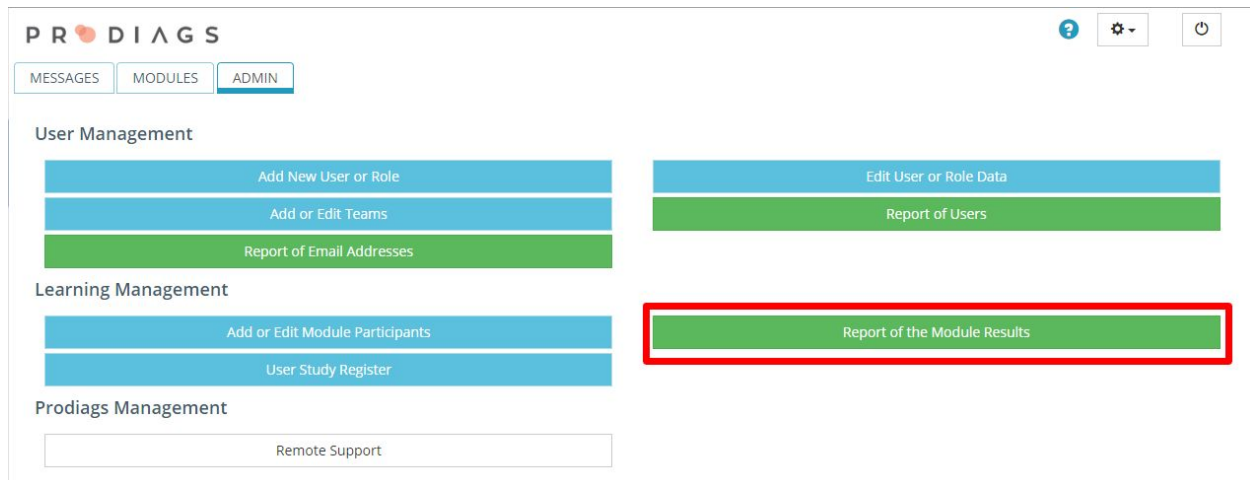 PRODIAGS
?
MESSAGES MODULES ADMIN
User Management
Add New User or Role
Edit User or Role Data
Add or Edit Teams
Report of Users
Report of Email Addresses
Learning Management
Add or Edit Module Participants
Report of the Module Results
User Study Register
Prodiags Management
Remote Support